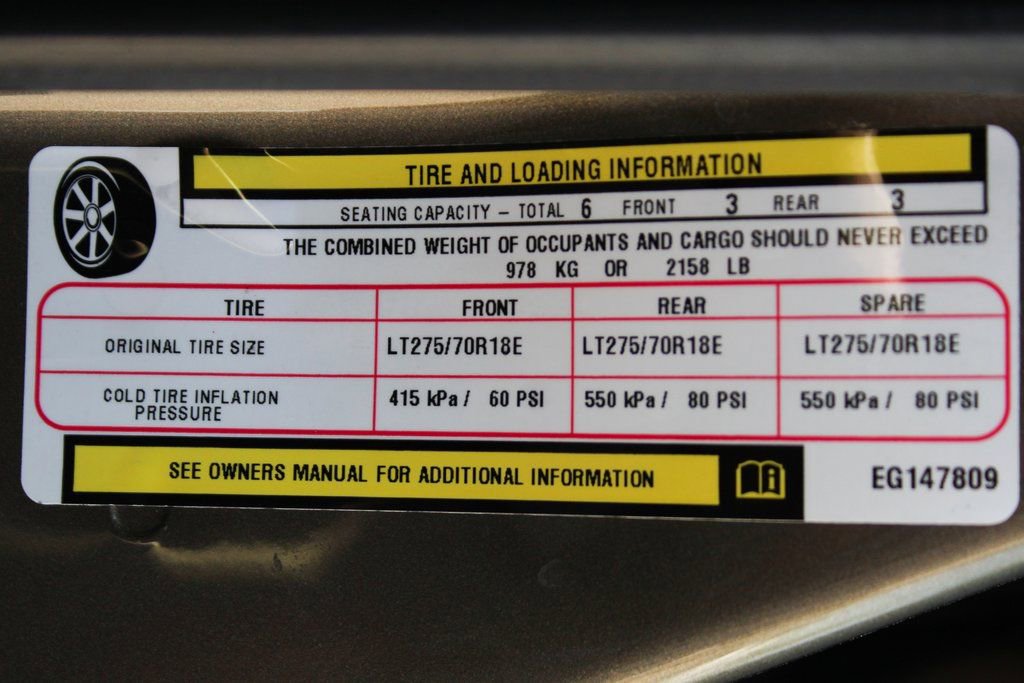 TIRE AND LOADING INFORMATION
SEATING CAPACITY – TOTAL 6 FRONT 3 REAR 3
THE COMBINED WEIGHT OF OCCUPANTS AND CARGO SHOULD NEVER EXCEED
978 KG OR 2158 LB
TIRE FRONT REAR SPARE
ORIGINAL TIRE SIZE LT275/70R18E LT275/70R18E LT275/70R18E
COLD TIRE INFLATION PRESSURE 415 kPa / 60 PSI 550 kPa / 80 PSI 550 kPa / 80 PSI
SEE OWNERS MANUAL FOR ADDITIONAL INFORMATION
EG147809